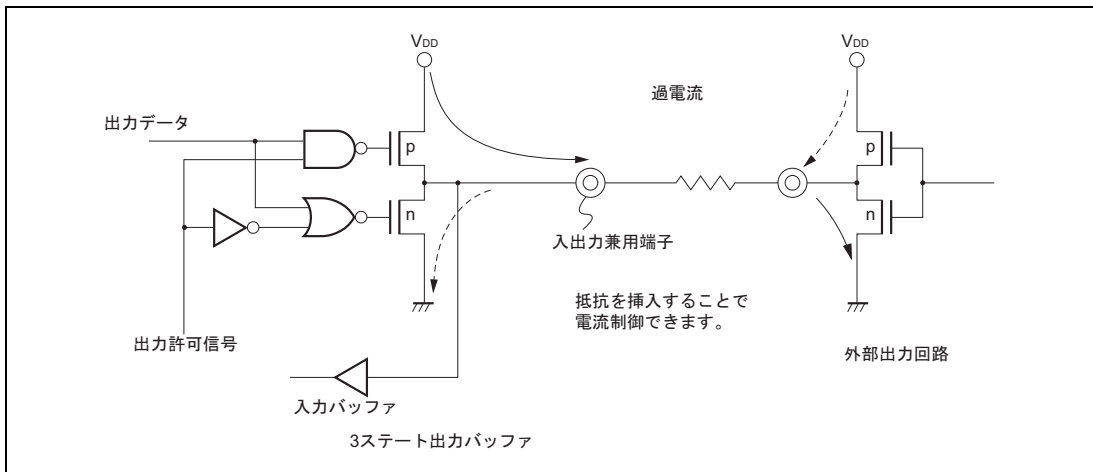 VDD
VDD
過電流
出力データ
p
p
n
n
入出力兼用端子
抵抗を挿入することで
電流制御できます。
出力許可信号
外部出力回路
入力バッファ
3ステート出力バッファ